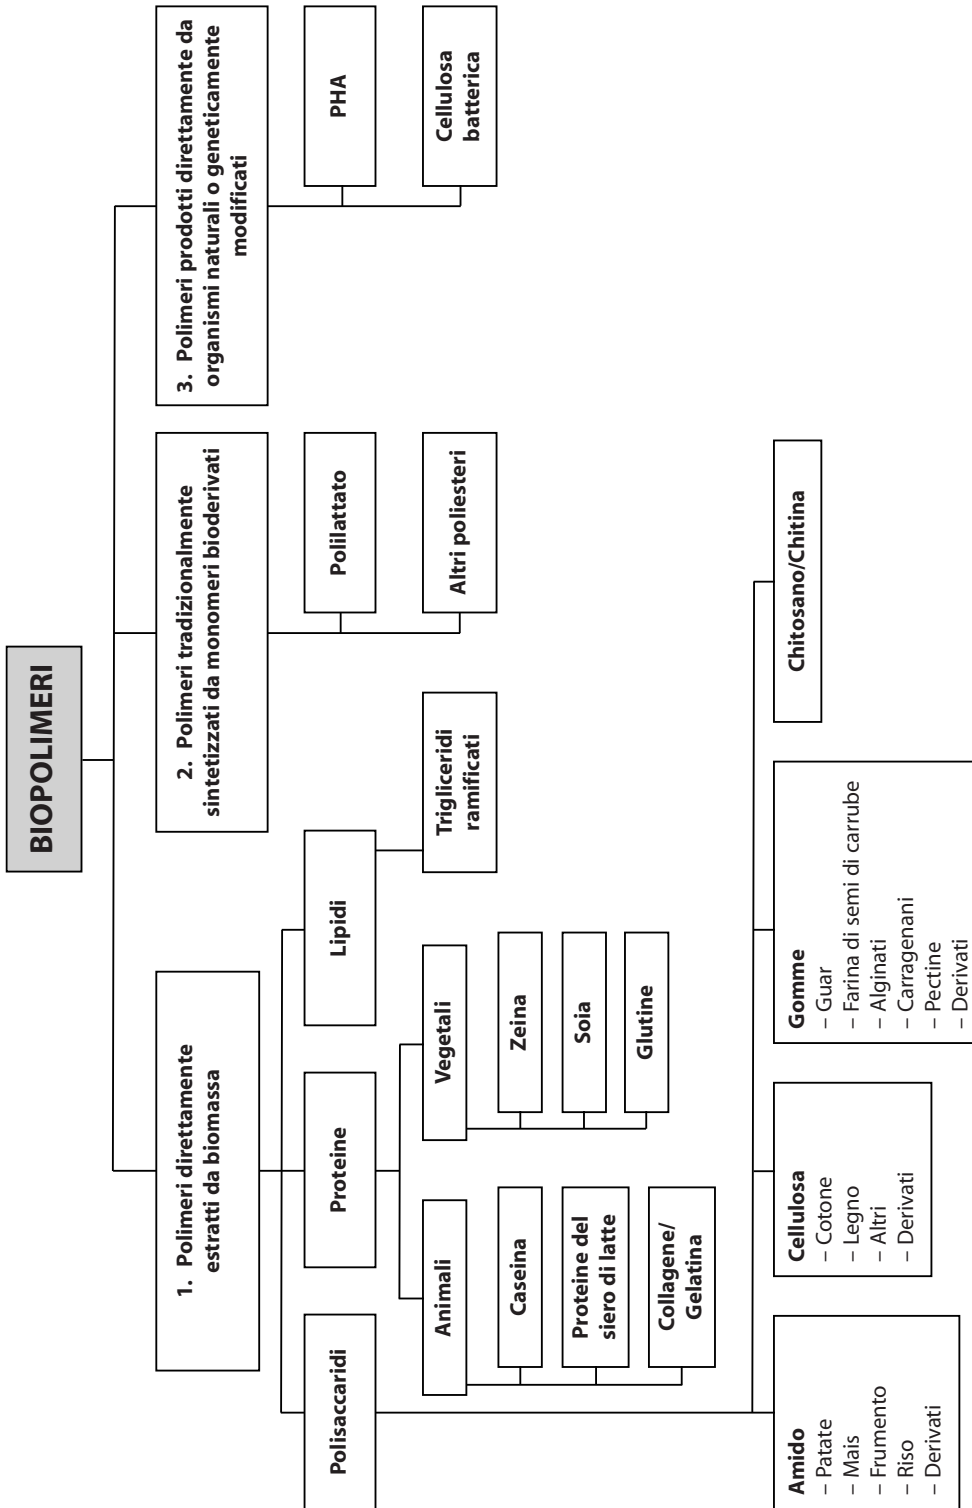 BIOPOLIMERI
1. Polimeri direttamente
estratti da biomassa
2. Polimeri tradizionalmente
sintetizzati da monomeri bioderivati
3. Polimeri prodotti direttamente da
organismi naturali o geneticamente
modificati
Polisaccaridi
Proteine
Lipidi
Polilattato
PHA
Animali
Vegetali
Trigliceridi
ramificati
Altri poliesteri
Cellulosa
batterica
Caseina
Zeina
Proteine del
siero di latte
Soia
Collagene/
Gelatina
Glutine
Amido
– Patate
– Mais
– Frumento
– Riso
– Derivati
Cellulosa
– Cotone
– Legno
– Altri
– Derivati
Gomme
– Guar
– Farina di semi di carrube
– Alginati
– Carragenani
– Pectine
– Derivati
Chitosano/Chitina